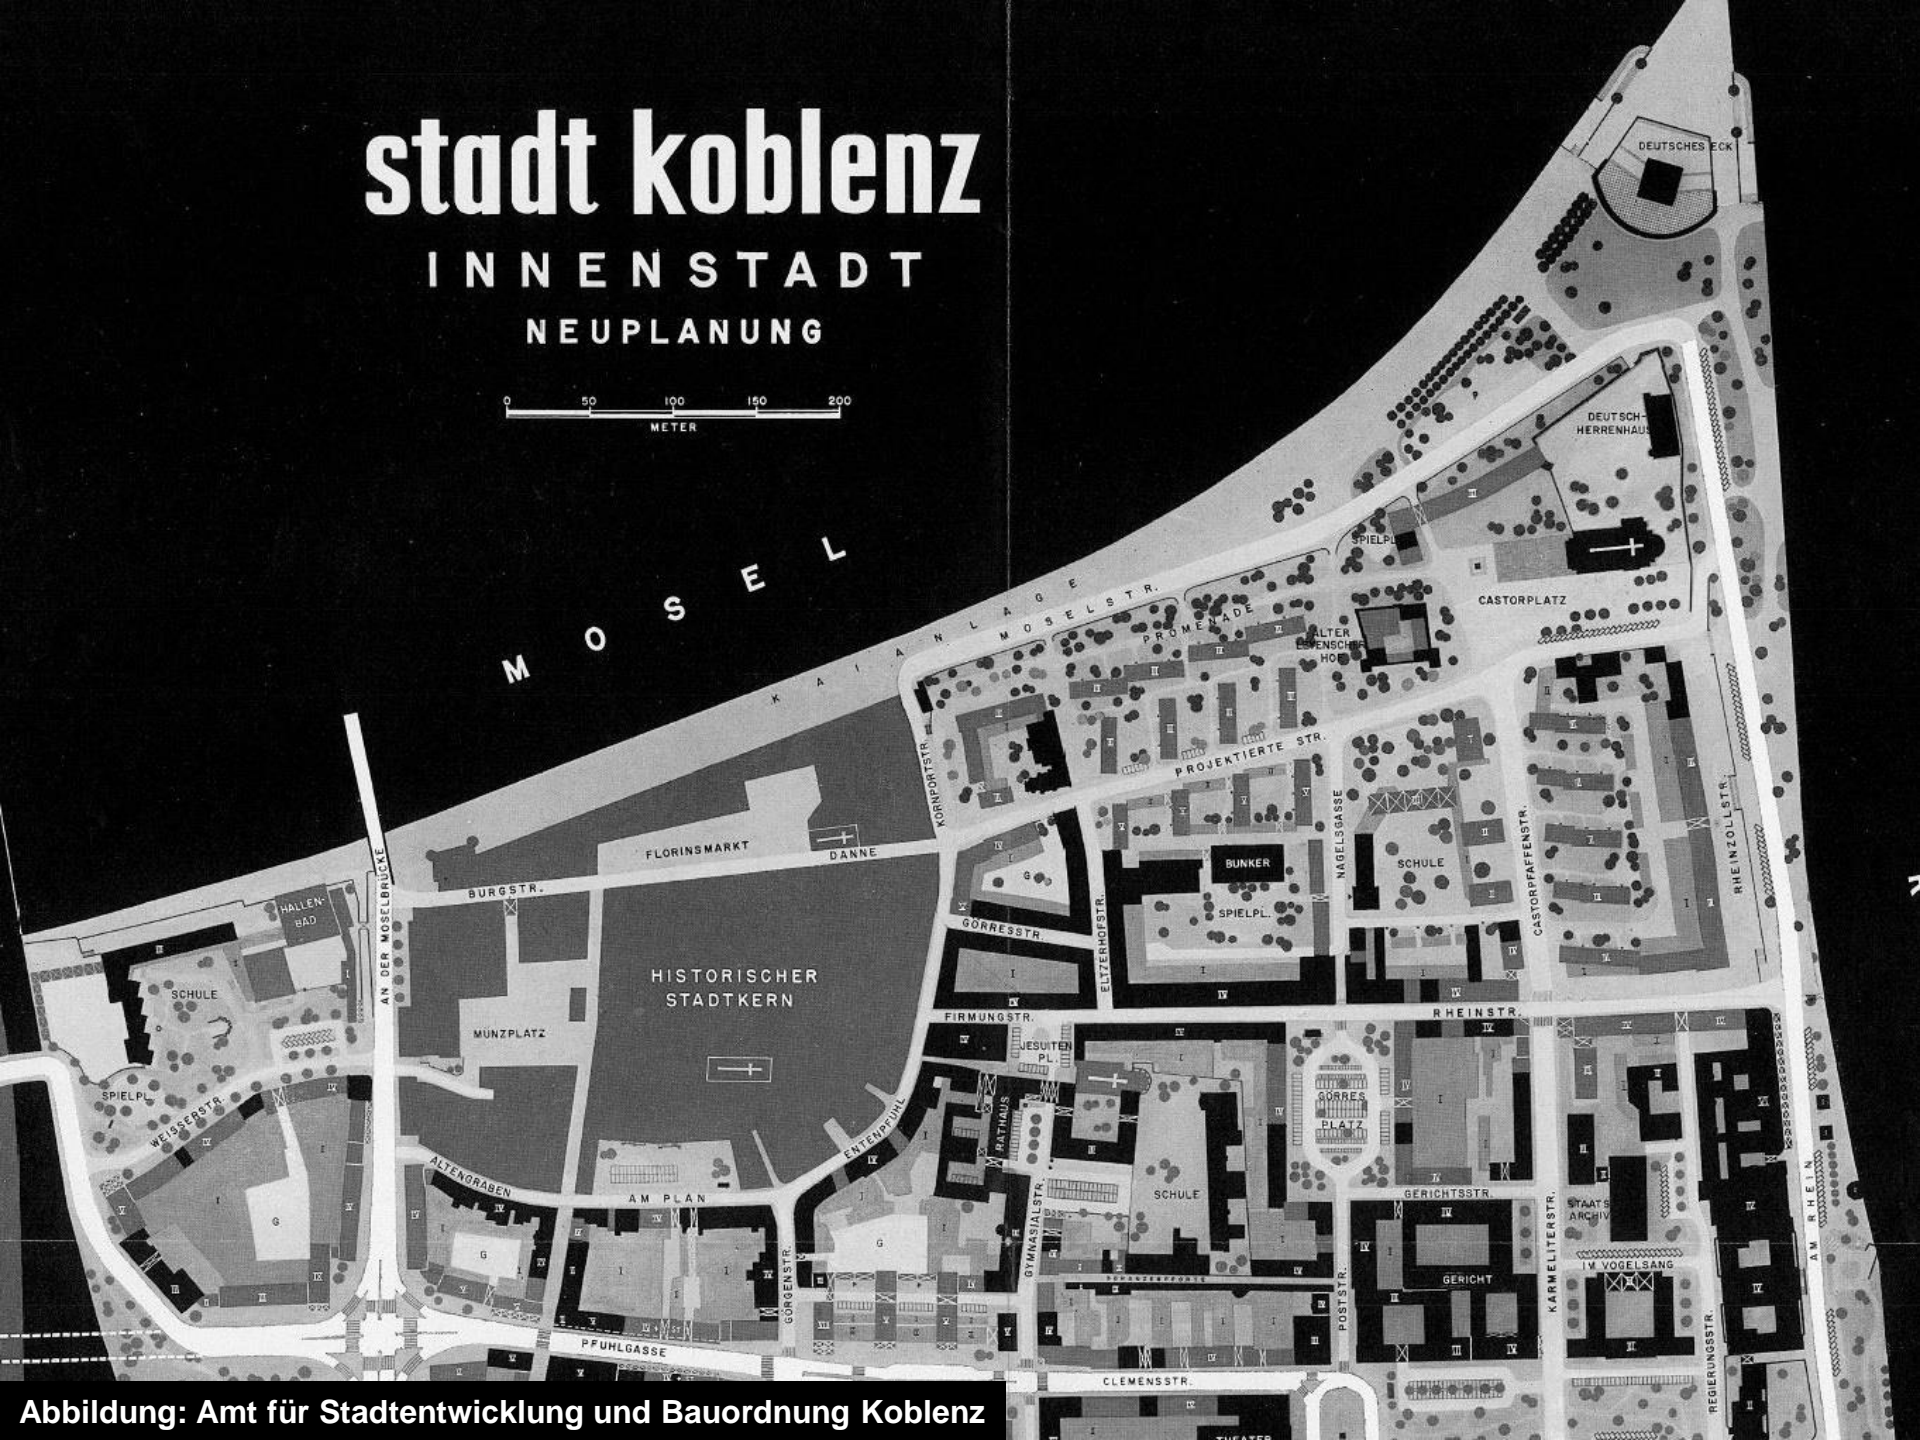 stadt koblenz
INNENSTADT
NEUPLANUNG
0 50 100 150 200
METER
DEUTSCHES ECK
DEUTSCH-
HERRENHAUS
MOSEL
KAIANLAGE
MOSELSTR.
PROMENADE
SPIELPL.
CASTORPLATZ
ALTER
LEYENSCHER
HOF
PROJEKTIERTE STR.
KORNPORTSTR.
NAGELSGASSE
CASTORPFAFFENSTR.
RHEINZOLLSTR.
SCHULE
BUNKER
SPIELPL.
FLORINSMARKT
DANNE
BURGSTR.
AN DER MOSELBRÜCKE
HALLEN-
BAD
SCHULE
GÖRRESSTR.
ELTZERHOFSTR.
HISTORISCHER
STADTKERN
MÜNZPLATZ
FIRMUNGSTR.
RHEINSTR.
JESUITEN
PL.
SPIELPL.
WEISSERSTR.
RATHAUS
GÖRRES
PLATZ
ENTENPFUHL
ALTENGRABEN
AM PLAN
SCHULE
GERICHTSSTR.
STAATS
ARCHIV
AM RHEIN
GYMNASIALSTR.
GÖRGENSTR.
POSTSTR.
KARMELITERSTR.
GERICHT
IM VOGELSANG
REGIERUNGSSTR.
PFUHLGASSE
CLEMENSSTR.
THEATER
Abbildung: Amt für Stadtentwicklung und Bauordnung Koblenz